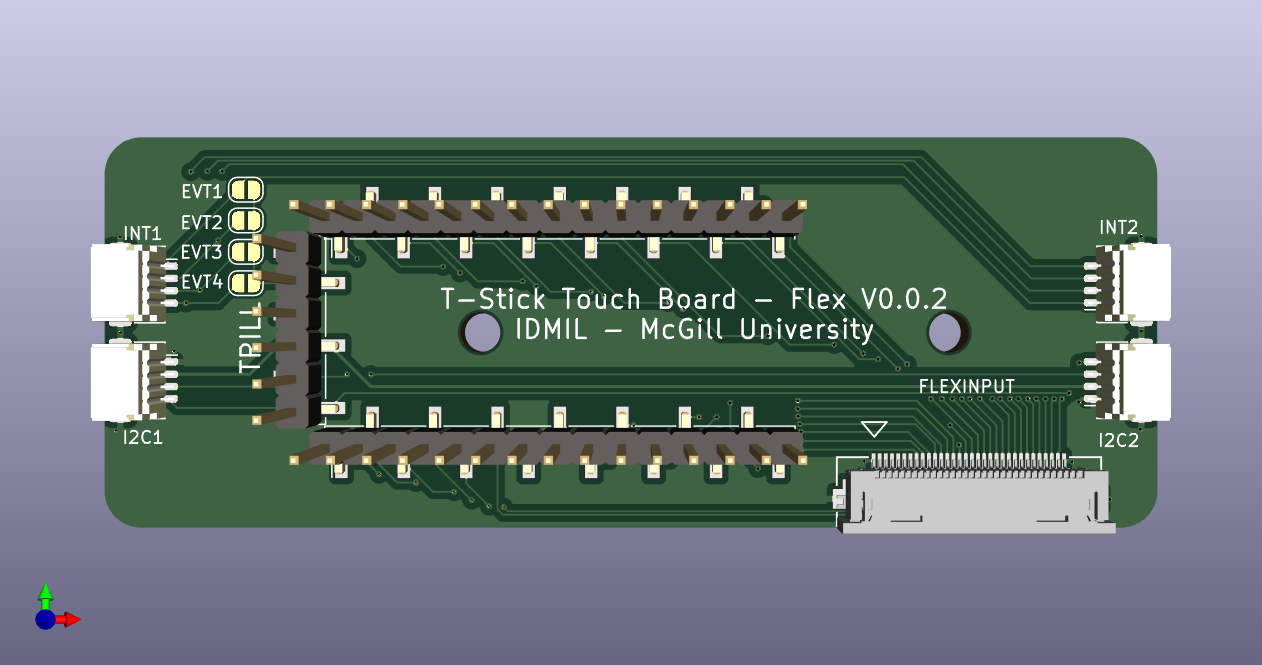 EVT1
EVT2
INT1
EVT3
EVT4
TRILL
I2C1
T-Stick Touch Board - Flex V0.0.2
IDMIL - McGill University
INT2
FLEXINPUT
I2C2